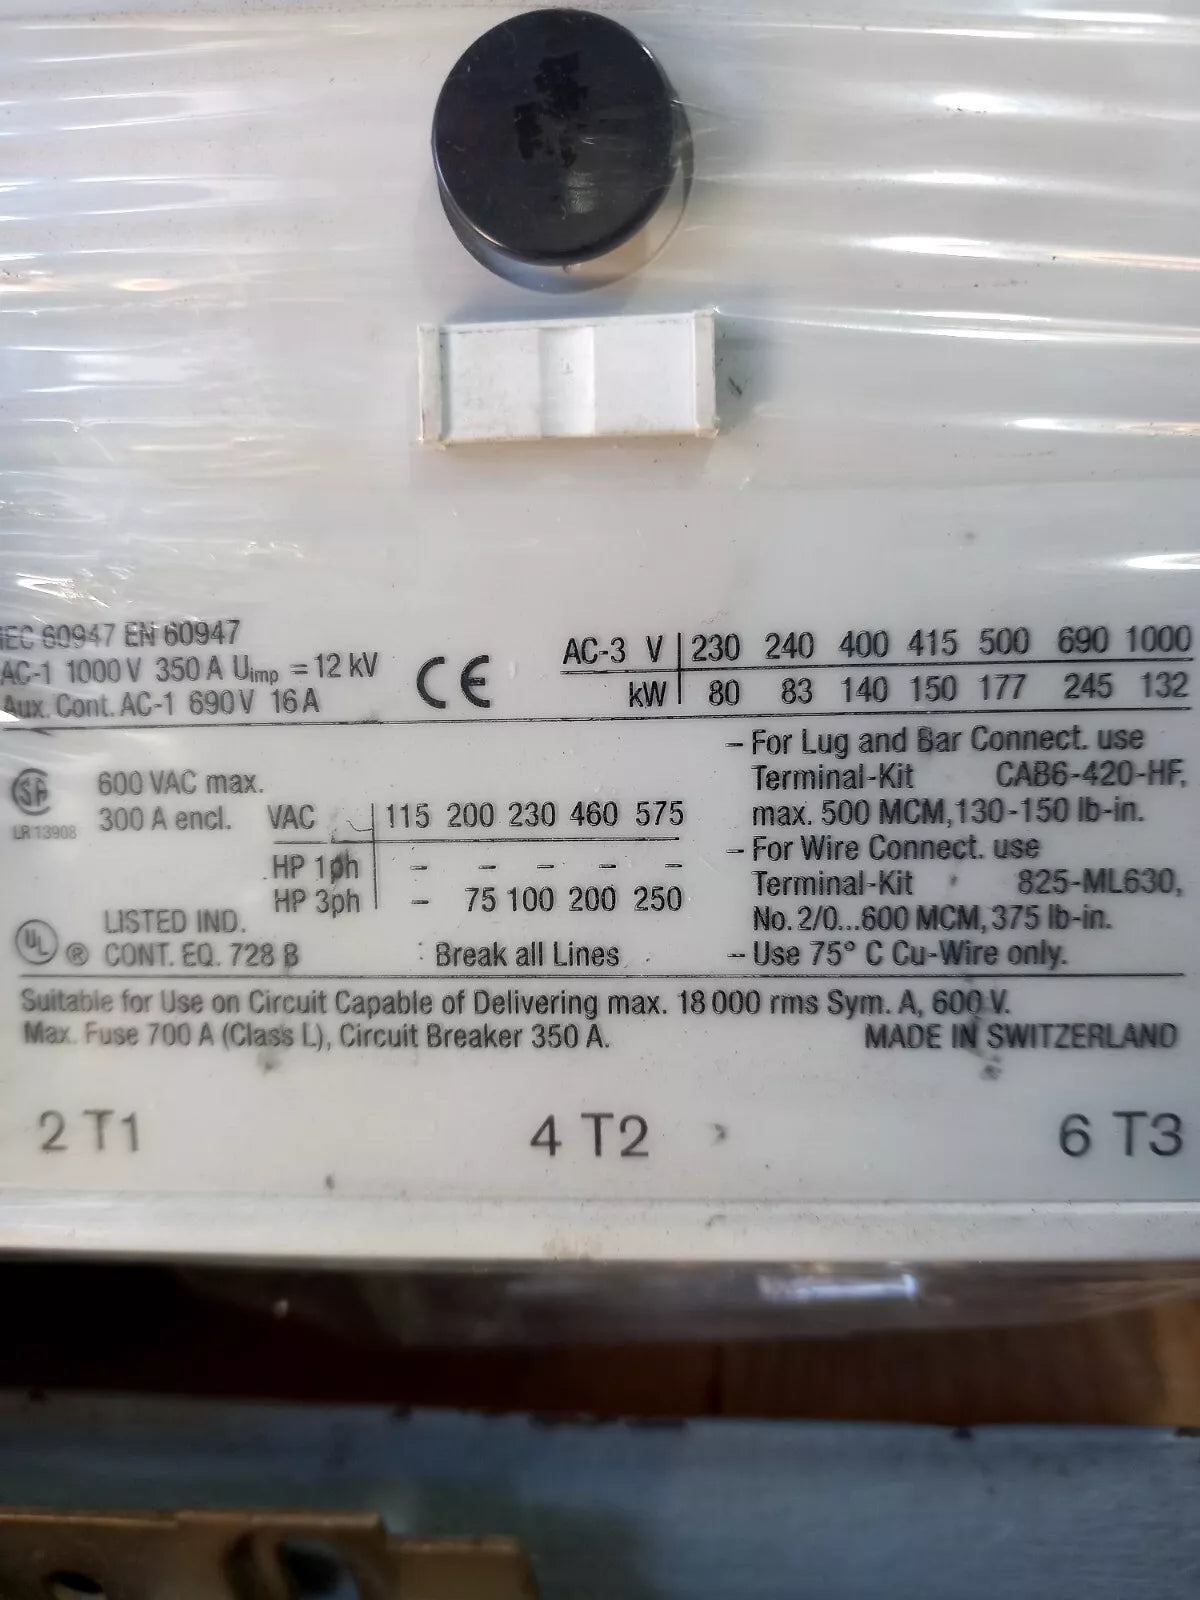 IEC 60947 EN 60947
AC-1 1000 V 350 A Uimp = 12 kV
Aux. Cont. AC-1 690 V 16 A
CE
AC-3 V 230 240 400 415 500 690 1000
kW 80 83 140 150 177 245 132
SA
LR 13908
600 VAC max.
300 A encl.
VAC 115 200 230 460 575
HP 1ph – – – – –
HP 3ph – 75 100 200 250
UL ®
LISTED IND.
CONT. EQ. 728 B
Break all Lines
– For Lug and Bar Connect. use
Terminal-Kit CAB6-420-HF,
max. 500 MCM, 130-150 lb-in.
– For Wire Connect. use
Terminal-Kit 825-ML630,
No. 2/0...600 MCM, 375 lb-in.
– Use 75° C Cu-Wire only.
Suitable for Use on Circuit Capable of Delivering max. 18 000 rms Sym. A, 600 V.
Max. Fuse 700 A (Class L), Circuit Breaker 350 A.
MADE IN SWITZERLAND
2 T1 4 T2 6 T3